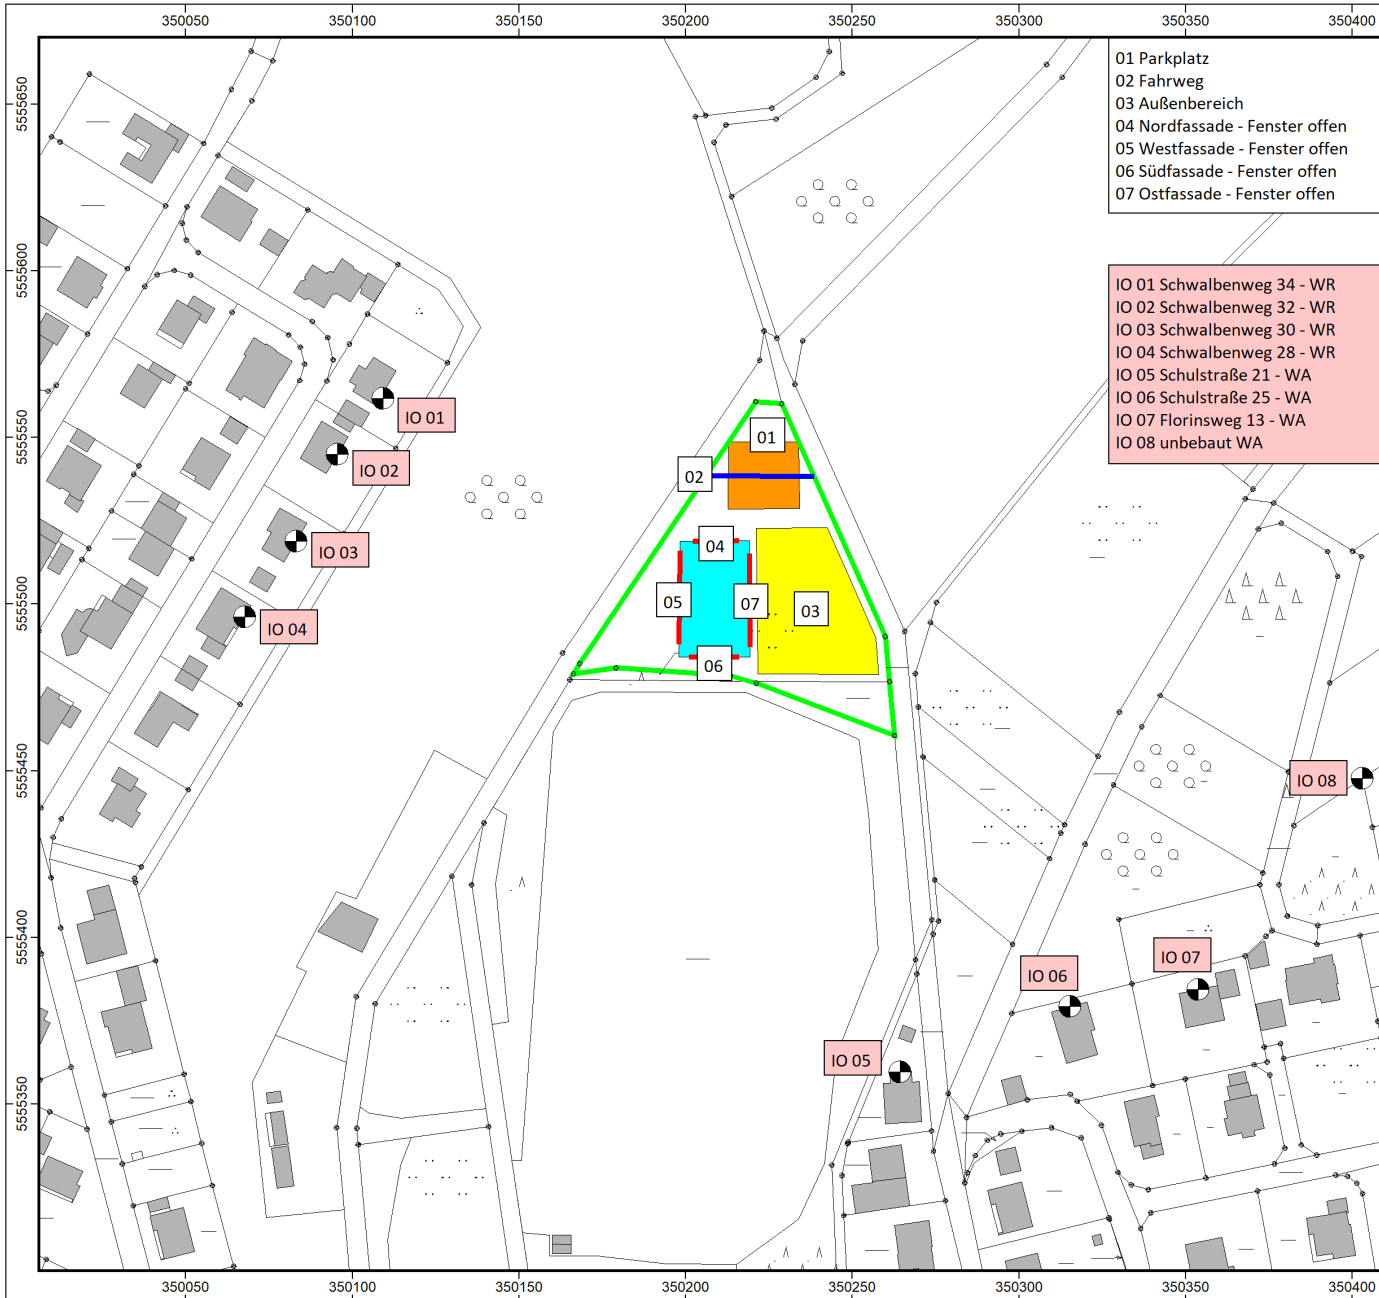 350050 350100 350150 350200 350250 350300 350350 350400
5555650
5555600
5555550
5555500
5555450
5555400
5555350
01 Parkplatz
02 Fahrweg
03 Außenbereich
04 Nordfassade - Fenster offen
05 Westfassade - Fenster offen
06 Südfassade - Fenster offen
07 Ostfassade - Fenster offen
IO 01 Schwalbenweg 34 - WR
IO 02 Schwalbenweg 32 - WR
IO 03 Schwalbenweg 30 - WR
IO 04 Schwalbenweg 28 - WR
IO 05 Schulstraße 21 - WA
IO 06 Schulstraße 25 - WA
IO 07 Florinsweg 13 - WA
IO 08 unbebaut WA
IO 01
01
IO 02
02
IO 03
04
05
07
03
IO 04
06
IO 08
IO 07
IO 06
IO 05
350050 350100 350150 350200 350250 350300 350350 350400